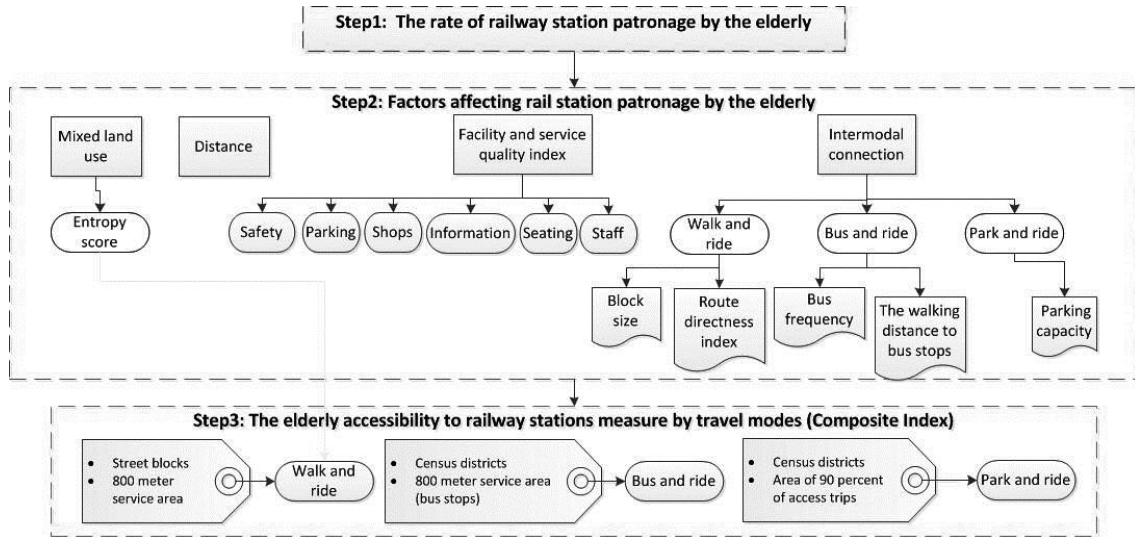 Step1: The rate of railway station patronage by the elderly
Step2: Factors affecting rail station patronage by the elderly
Mixed land
use
Distance
Facility and service
quality index
Intermodal
connection
Entropy
score
Safety
Parking
Shops
Information
Seating
Staff
Walk and
ride
Bus and ride
Park and ride
Block
size
Route
directness
index
Bus
frequency
The walking
distance to
bus stops
Parking
capacity
Step3: The elderly accessibility to railway stations measure by travel modes (Composite Index)
• Street blocks
• 800 meter
service area
Walk and
ride
• Census districts
• 800 meter service area
(bus stops)
Bus and ride
• Census districts
• Area of 90 percent
of access trips
Park and ride